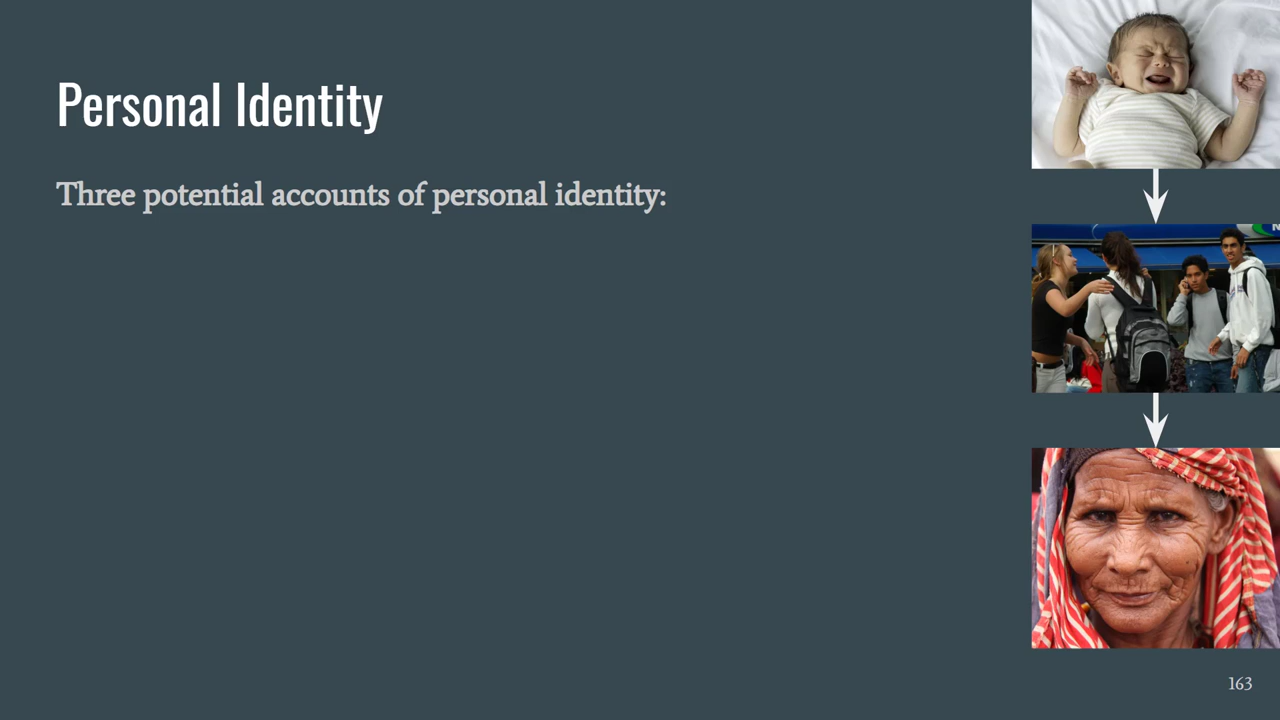 Personal Identity
Three potential accounts of personal identity:
163